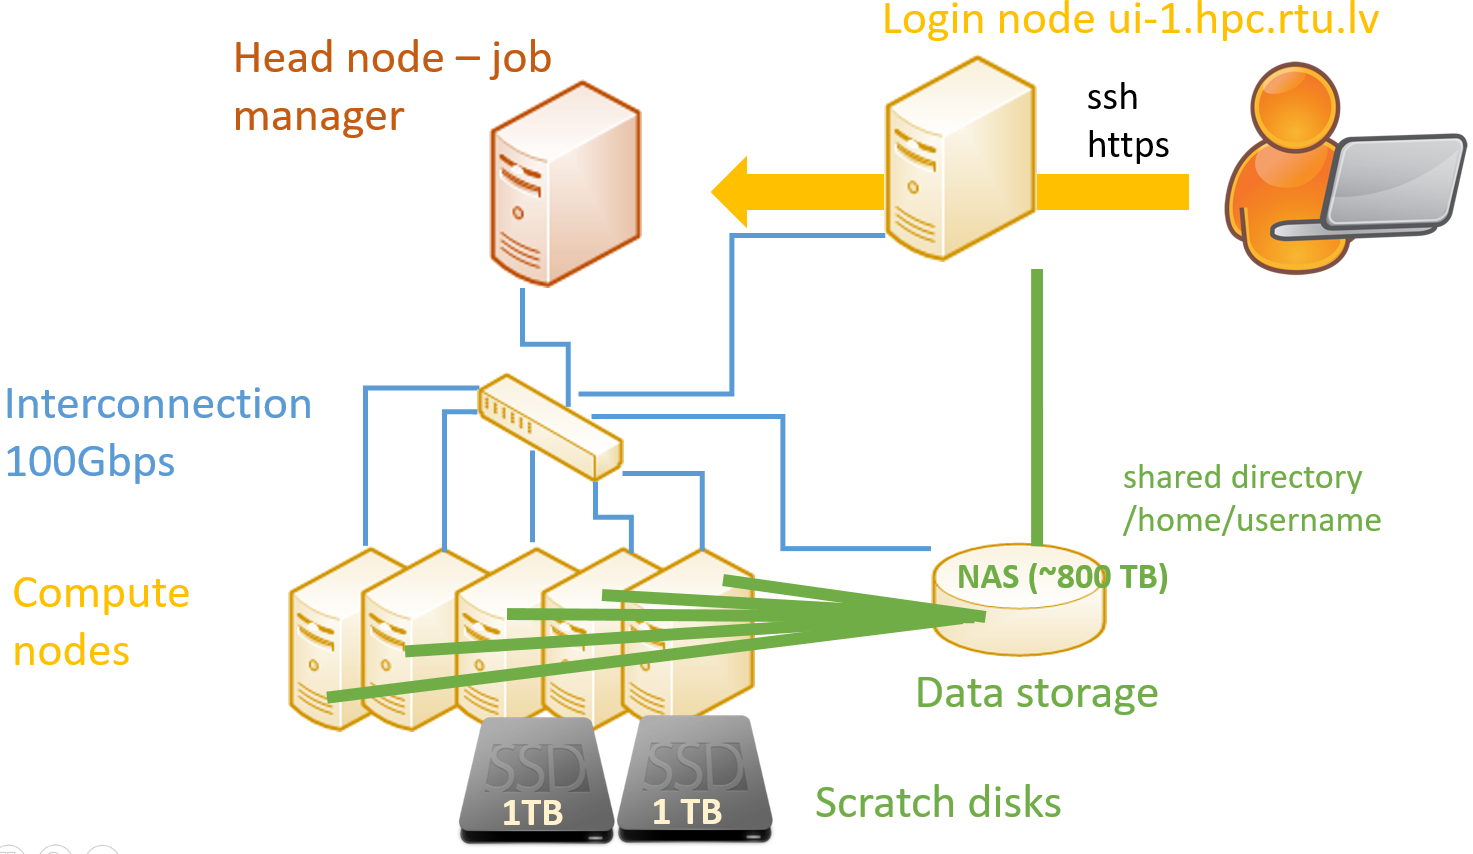 Login node ui-1.hpc.rtu.lv
Head node – job
manager
ssh
https
Interconnection
100Gbps
shared directory
/home/username
Compute
nodes
NAS (~800 TB)
Data storage
SSD
SSD
1TB
1 TB
Scratch disks